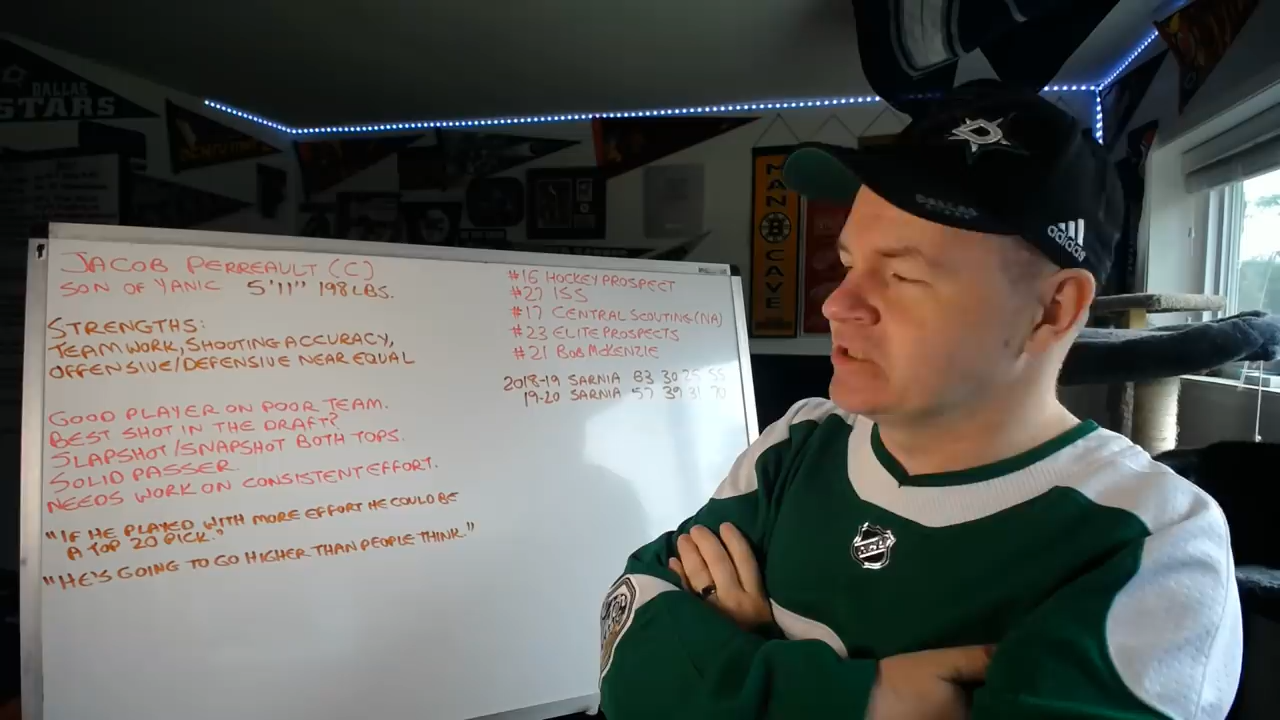 DALLAS
STARS
MAN
CAVE
B
D
DALLAS
adidas
NHL
JACOB PERREAULT (C)
SON OF YANIC 5'11" 198 LBS.
STRENGTHS:
TEAMWORK, SHOOTING ACCURACY,
OFFENSIVE/DEFENSIVE NEAR EQUAL
GOOD PLAYER ON POOR TEAM.
BEST SHOT IN THE DRAFT?
SLAPSHOT/SNAPSHOT BOTH TOPS.
SOLID PASSER.
NEEDS WORK ON CONSISTENT EFFORT.
"IF HE PLAYED WITH MORE EFFORT HE COULD BE
A TOP 20 PICK."
"HE'S GOING TO GO HIGHER THAN PEOPLE THINK."
#16 HOCKEY PROSPECT
#27 ISS
#17 CENTRAL SCOUTING (NA)
#23 ELITE PROSPECTS
#21 BOB MCKENZIE
2018-19 SARNIA 63 30 25 55
19-20 SARNIA 57 39 31 70